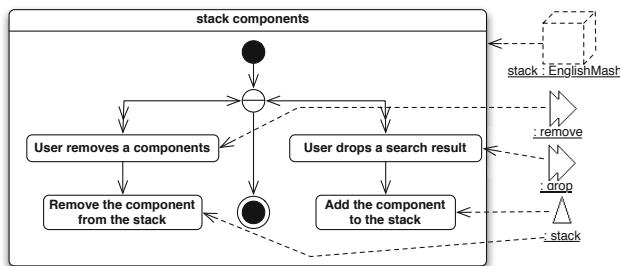 stack components
stack : EnglishMash
: remove
User removes a components
User drops a search result
: drop
Remove the component
from the stack
Add the component
to the stack
: stack